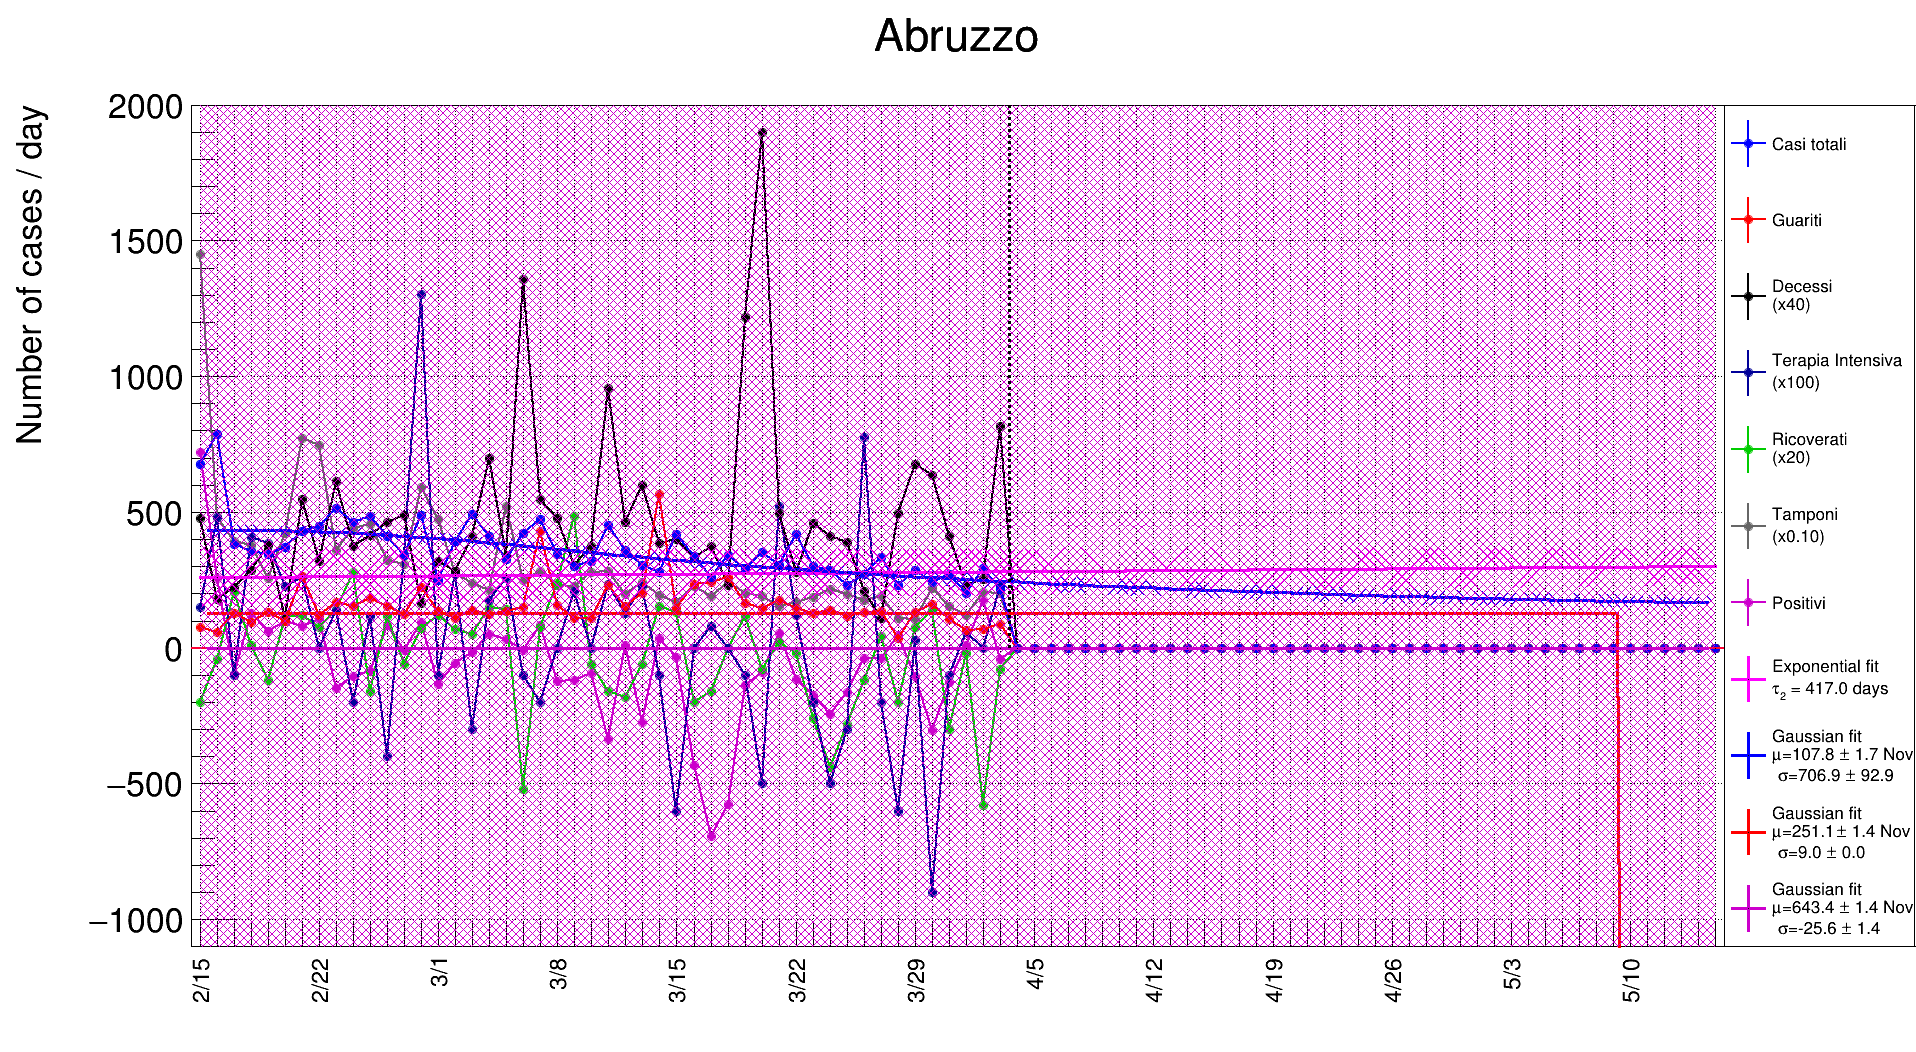 Abruzzo
Number of cases / day
2000
1500
1000
500
0
−500
−1000
2/15
2/22
3/1
3/8
3/15
3/22
3/29
4/5
4/12
4/19
4/26
5/3
5/10
Casi totali
Guariti
Decessi
(x40)
Terapia Intensiva
(x100)
Ricoverati
(x20)
Tamponi
(x0.10)
Positivi
Exponential fit
τ2 = 417.0 days
Gaussian fit
μ=107.8 ± 1.7 Nov
σ=706.9 ± 92.9
Gaussian fit
μ=251.1 ± 1.4 Nov
σ=9.0 ± 0.0
Gaussian fit
μ=643.4 ± 1.4 Nov
σ=-25.6 ± 1.4